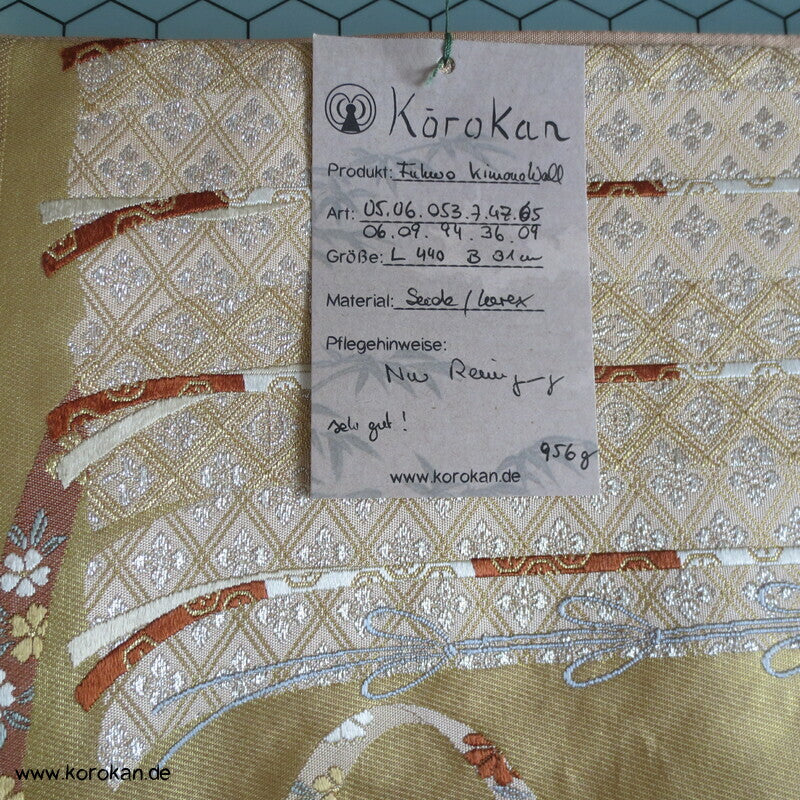 Kōrokan
Produkt: Fukuro Kimono Wall
Art: 05.06.053.7.47.65
06.09.94.36.09
Größe: L 440 B 31 cm
Material: Seide / Lurex
Pflegehinweise:
Nur Reinigung
sehr gut!
956 g
www.korokan.de
www.korokan.de